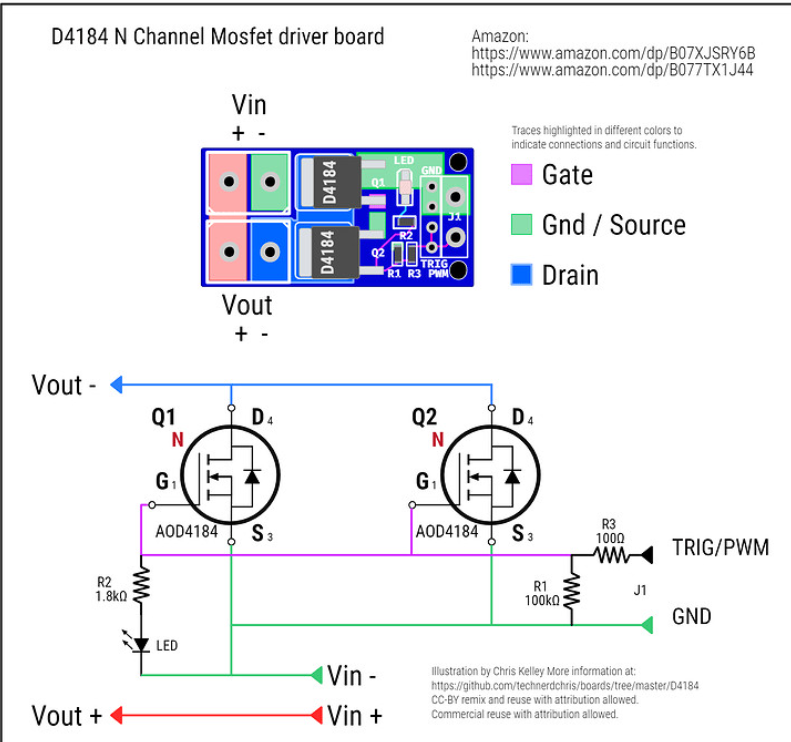 D4184 N Channel Mosfet driver board
Amazon:
https://www.amazon.com/dp/B07XJSRY6B
https://www.amazon.com/dp/B077TX1J44
Vin
+ -
Traces highlighted in different colors to
indicate connections and circuit functions.
Gate
Gnd / Source
Drain
D4184
Q1
LED
GND
J1
R2
D4184
Q2
R1 R3
TRIG
PWM
Vout
+ -
Vout -
Q1
N
D 4
G 1
AOD4184
S 3
Q2
N
D 4
G 1
AOD4184
S 3
R3
100Ω
TRIG/PWM
R2
1.8kΩ
R1
100kΩ
J1
GND
LED
Vin -
Vout +
Vin +
Illustration by Chris Kelley More information at:
https://github.com/technerdchris/boards/tree/master/D4184
CC-BY remix and reuse with attribution allowed.
Commercial reuse with attribution allowed.